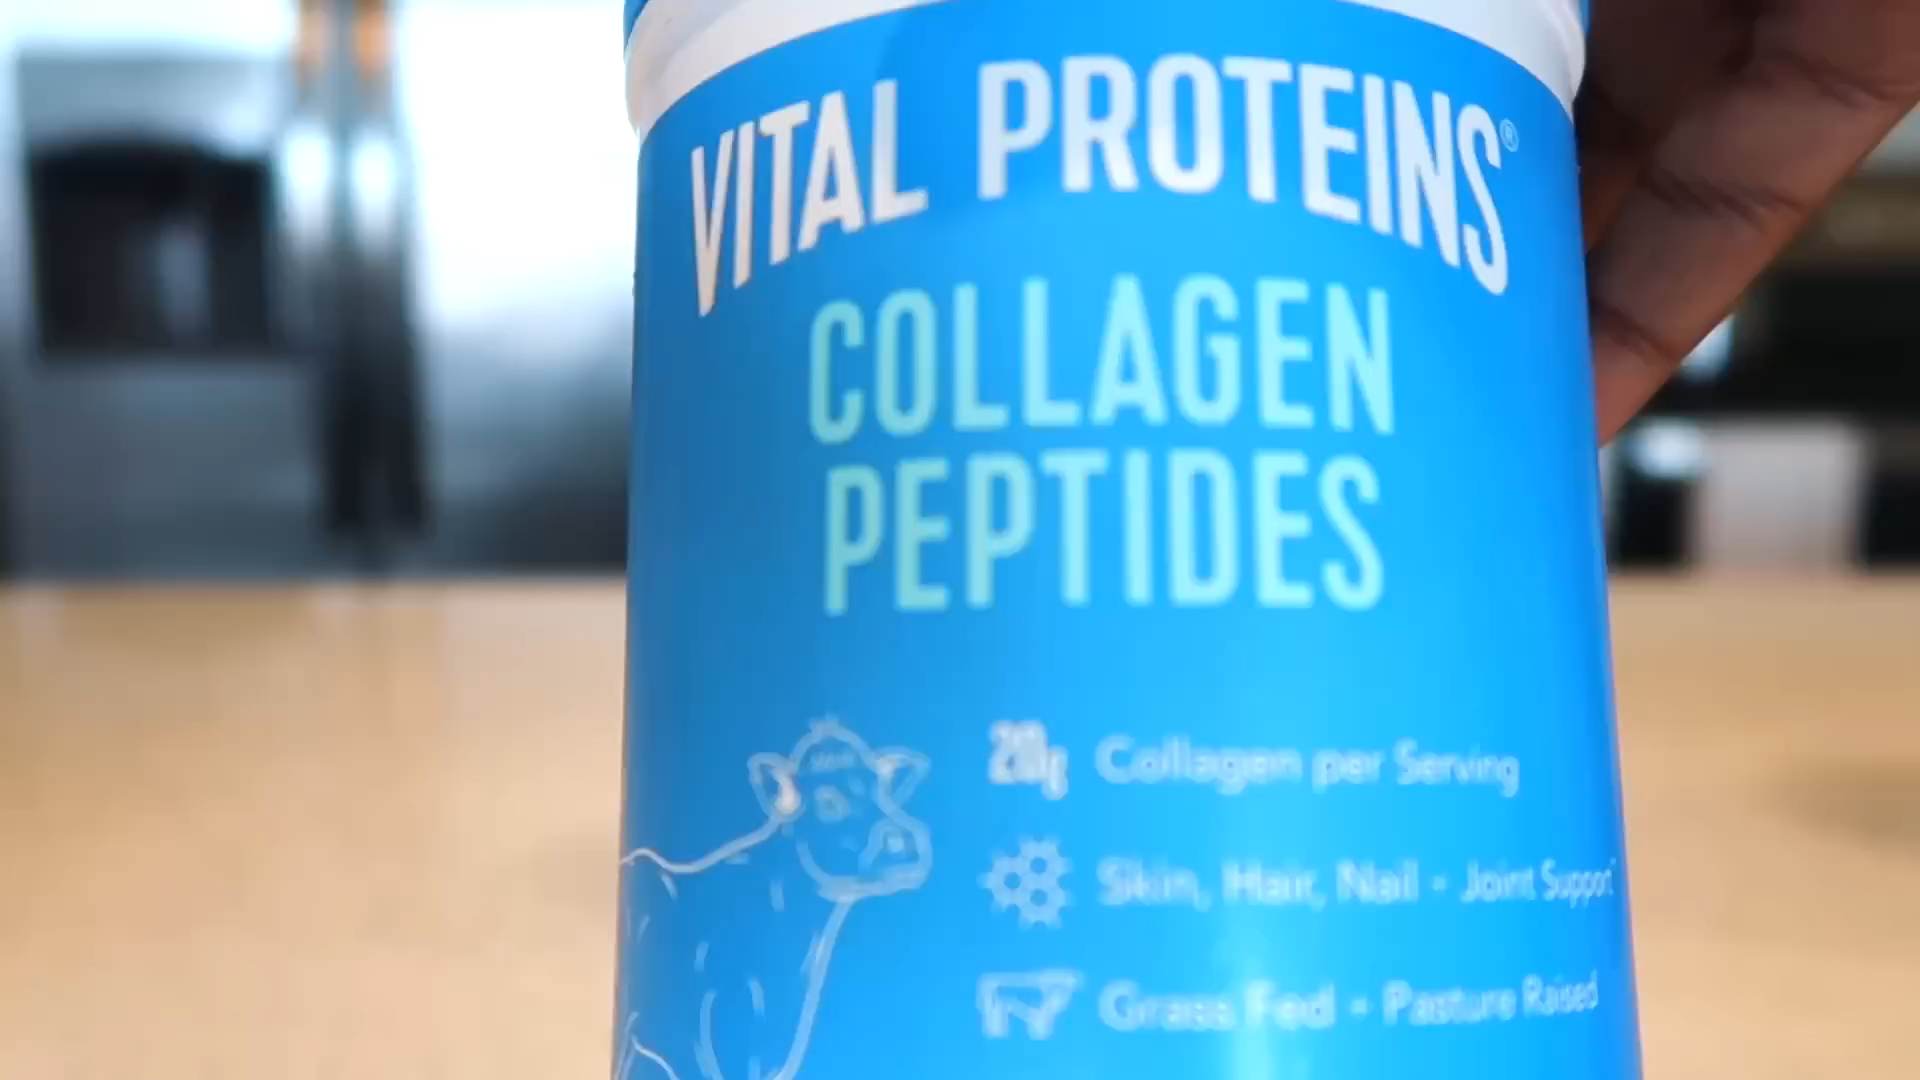 VITAL PROTEINS®
COLLAGEN
PEPTIDES
20g Collagen per Serving
Skin, Hair, Nail - Joint Support
Grass Fed - Pasture Raised